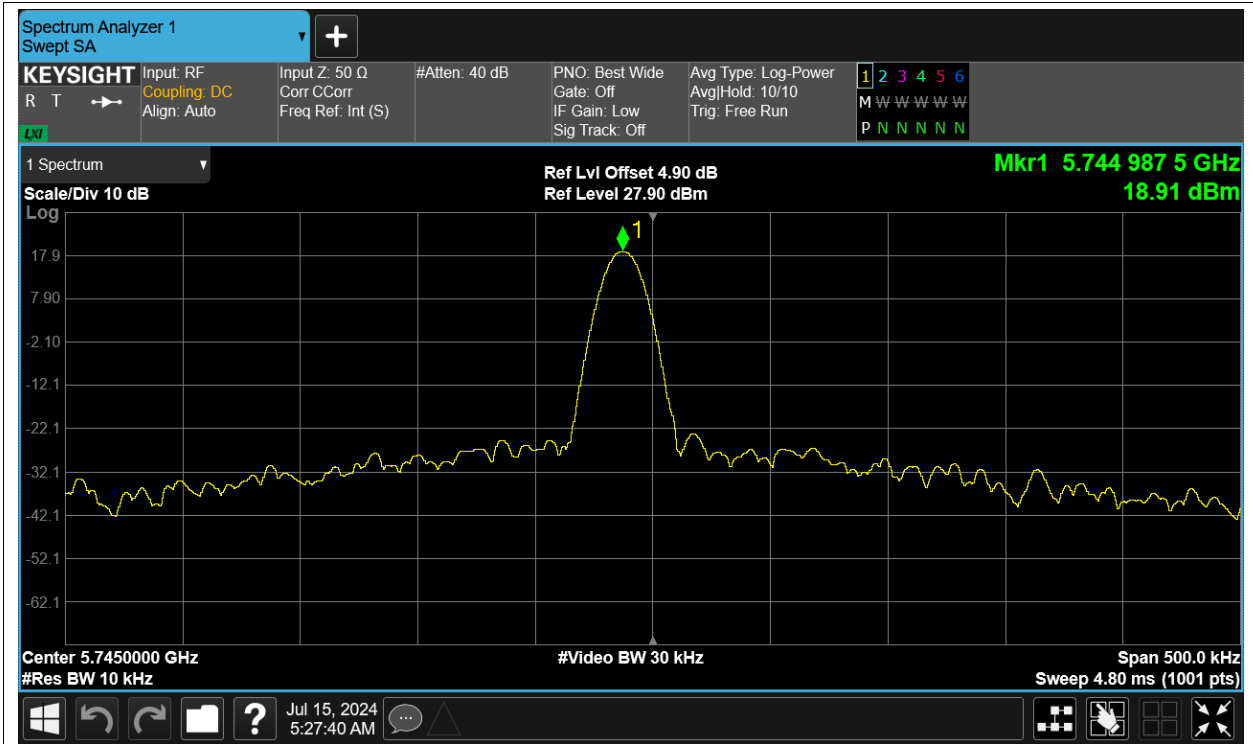 Spectrum Analyzer 1
Swept SA
KEYSIGHT
R T
LXI
Input: RF
Coupling: DC
Align: Auto
Input Z: 50 Ω
Corr CCorr
Freq Ref: Int (S)
#Atten: 40 dB
PNO: Best Wide
Gate: Off
IF Gain: Low
Sig Track: Off
Avg Type: Log-Power
Avg|Hold: 10/10
Trig: Free Run
1 2 3 4 5 6
M W W W W W
P N N N N N
1 Spectrum
Scale/Div 10 dB
Log
Ref Lvl Offset 4.90 dB
Ref Level 27.90 dBm
Mkr1 5.744 987 5 GHz
18.91 dBm
1
17.9
7.90
-2.10
-12.1
-22.1
-32.1
-42.1
-52.1
-62.1
Center 5.7450000 GHz
#Video BW 30 kHz
Span 500.0 kHz
#Res BW 10 kHz
Sweep 4.80 ms (1001 pts)
?
Jul 15, 2024
5:27:40 AM